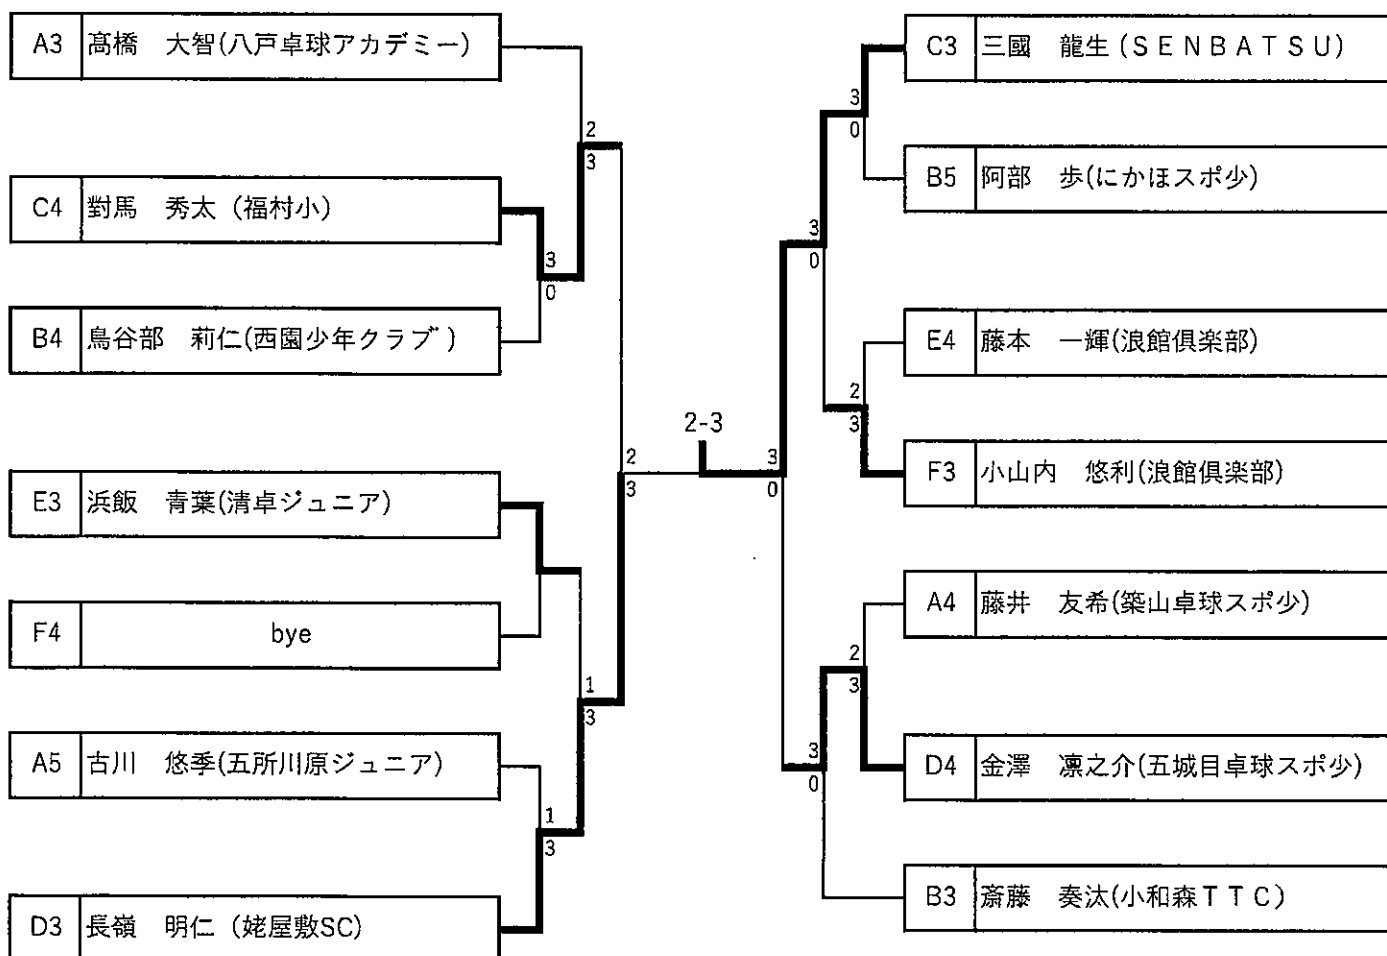 A3 髙橋　大智(八戸卓球アカデミー)
2
3
C4 對馬　秀太（福村小）
3
0
B4 鳥谷部　莉仁(西園少年クラブ)
2
3
E3 浜飯　青葉(清卓ジュニア)
F4 bye
1
3
A5 古川　悠季(五所川原ジュニア)
1
3
D3 長嶺　明仁（姥屋敷SC)
2-3
C3 三國　龍生(ＳＥＮＢＡＴＳＵ)
3
0
B5 阿部　歩(にかほスポ少)
3
0
E4 藤本　一輝(浪館倶楽部)
2
3
F3 小山内　悠利(浪館倶楽部)
3
0
A4 藤井　友希(築山卓球スポ少)
2
3
D4 金澤　凛之介(五城目卓球スポ少)
3
0
B3 斎藤　奏汰(小和森ＴＴＣ)